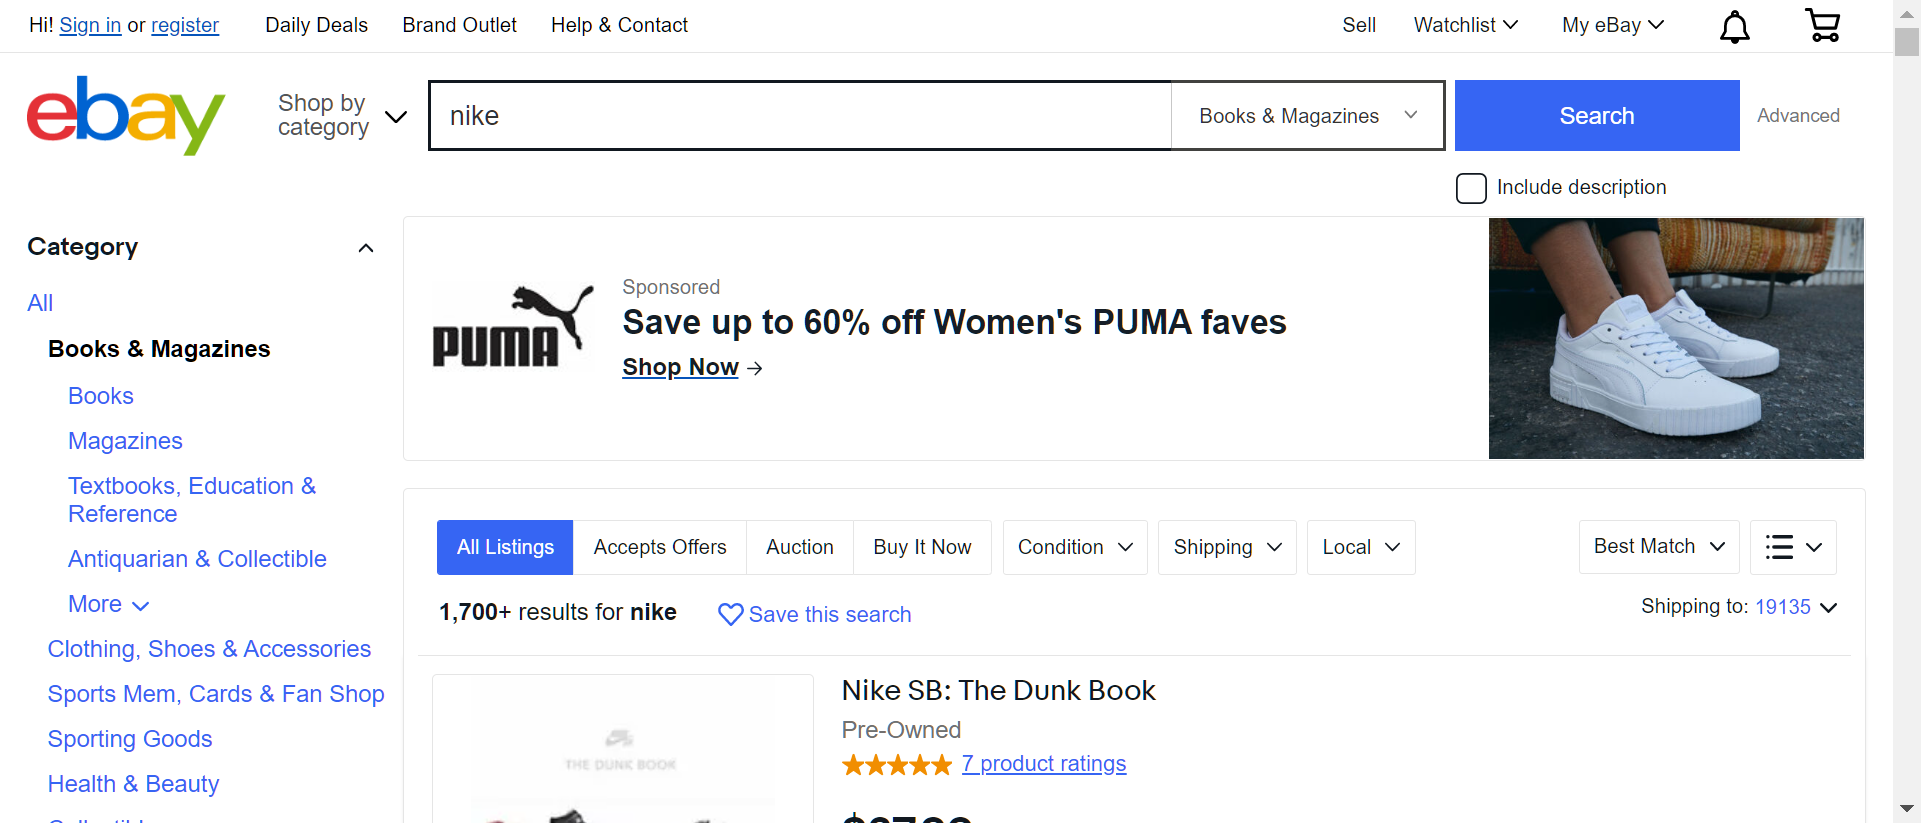 Hi! Sign in or register Daily Deals Brand Outlet Help & Contact Sell Watchlist My eBay
ebay
Shop by
category
nike
Books & Magazines
Search
Advanced
Include description
Category
All
Books & Magazines
Books
Magazines
Textbooks, Education &
Reference
Antiquarian & Collectible
More
Clothing, Shoes & Accessories
Sports Mem, Cards & Fan Shop
Sporting Goods
Health & Beauty
PUMA
Sponsored
Save up to 60% off Women's PUMA faves
Shop Now →
All Listings Accepts Offers Auction Buy It Now Condition Shipping Local Best Match
1,700+ results for nike Save this search Shipping to: 19135
THE DUNK BOOK
Nike SB: The Dunk Book
Pre-Owned
7 product ratings